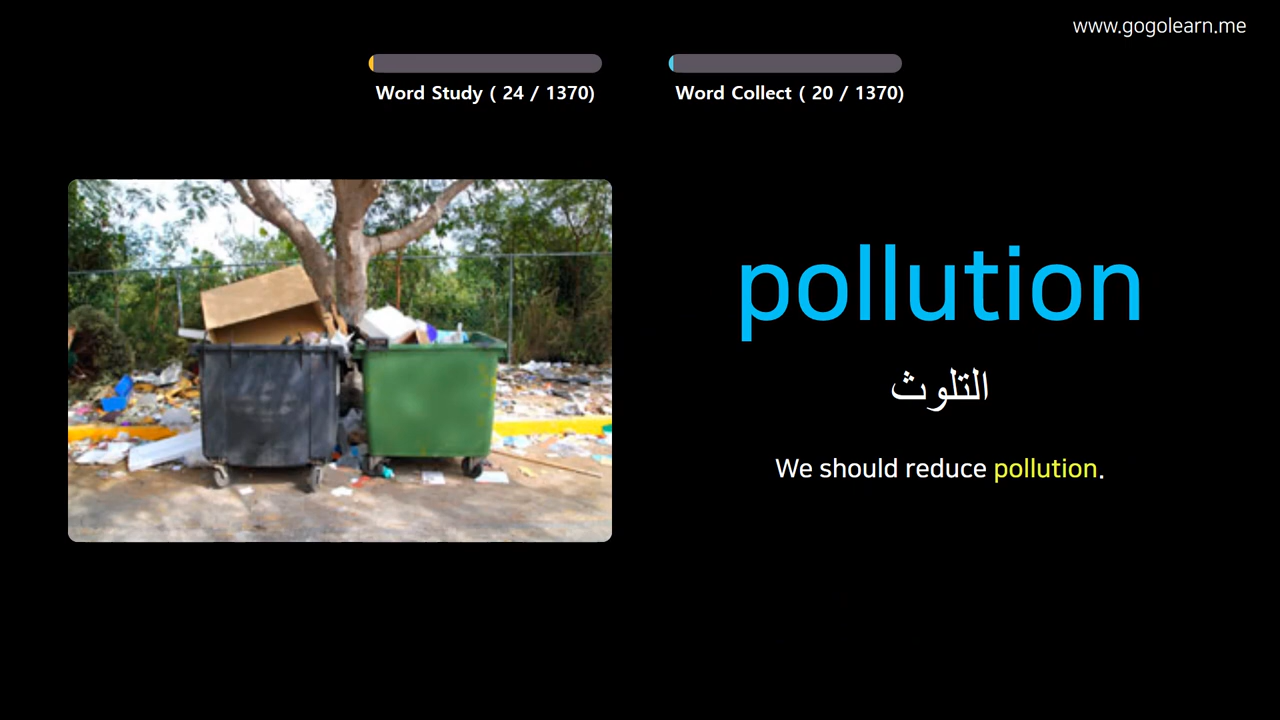 www.gogolearn.me
Word Study ( 24 / 1370)
Word Collect ( 20 / 1370)
pollution
التلوث
We should reduce pollution.